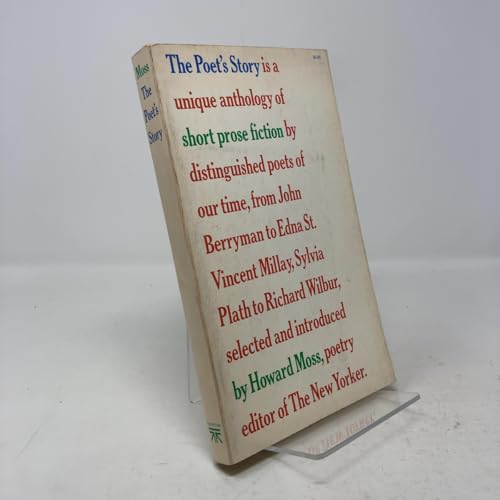 Moss
The
Poet's
Story
The Poet's Story is a
unique anthology of
short prose fiction by
distinguished poets of
our time, from John
Berryman to Edna St.
Vincent Millay, Sylvia
Plath to Richard Wilbur,
selected and introduced
by Howard Moss, poetry
editor of The New Yorker.